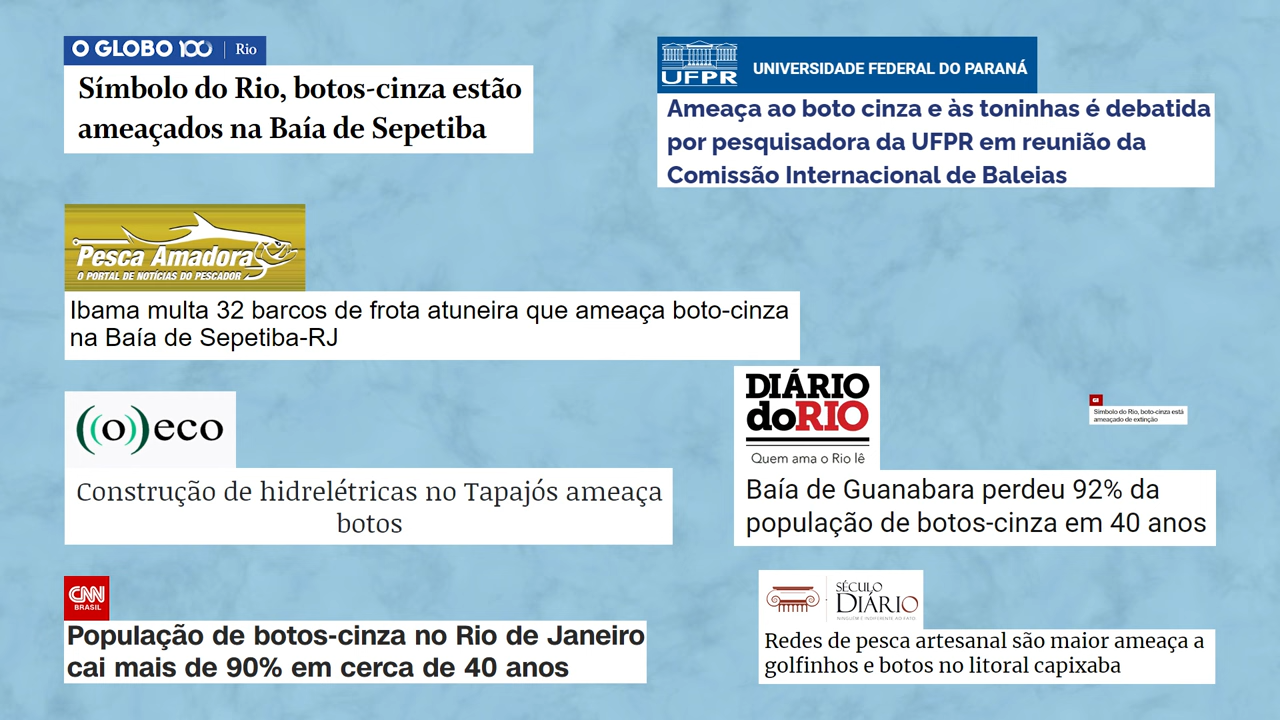 O GLOBO 100 | Rio
Símbolo do Rio, botos-cinza estão
ameaçados na Baía de Sepetiba
UFPR
UNIVERSIDADE FEDERAL DO PARANÁ
Ameaça ao boto cinza e às toninhas é debatida
por pesquisadora da UFPR em reunião da
Comissão Internacional de Baleias
Pesca Amadora
O PORTAL DE NOTÍCIAS DO PESCADOR
Ibama multa 32 barcos de frota atuneira que ameaça boto-cinza
na Baía de Sepetiba-RJ
((o))eco
Construção de hidrelétricas no Tapajós ameaça
botos
DIÁRIO
doRIO
Quem ama o Rio lê
Baía de Guanabara perdeu 92% da
população de botos-cinza em 40 anos
G1
Símbolo do Rio, boto-cinza está
ameaçado de extinção
CNN
BRASIL
População de botos-cinza no Rio de Janeiro
cai mais de 90% em cerca de 40 anos
SÉCULO
DIÁRIO
Redes de pesca artesanal são maior ameaça a
golfinhos e botos no litoral capixaba